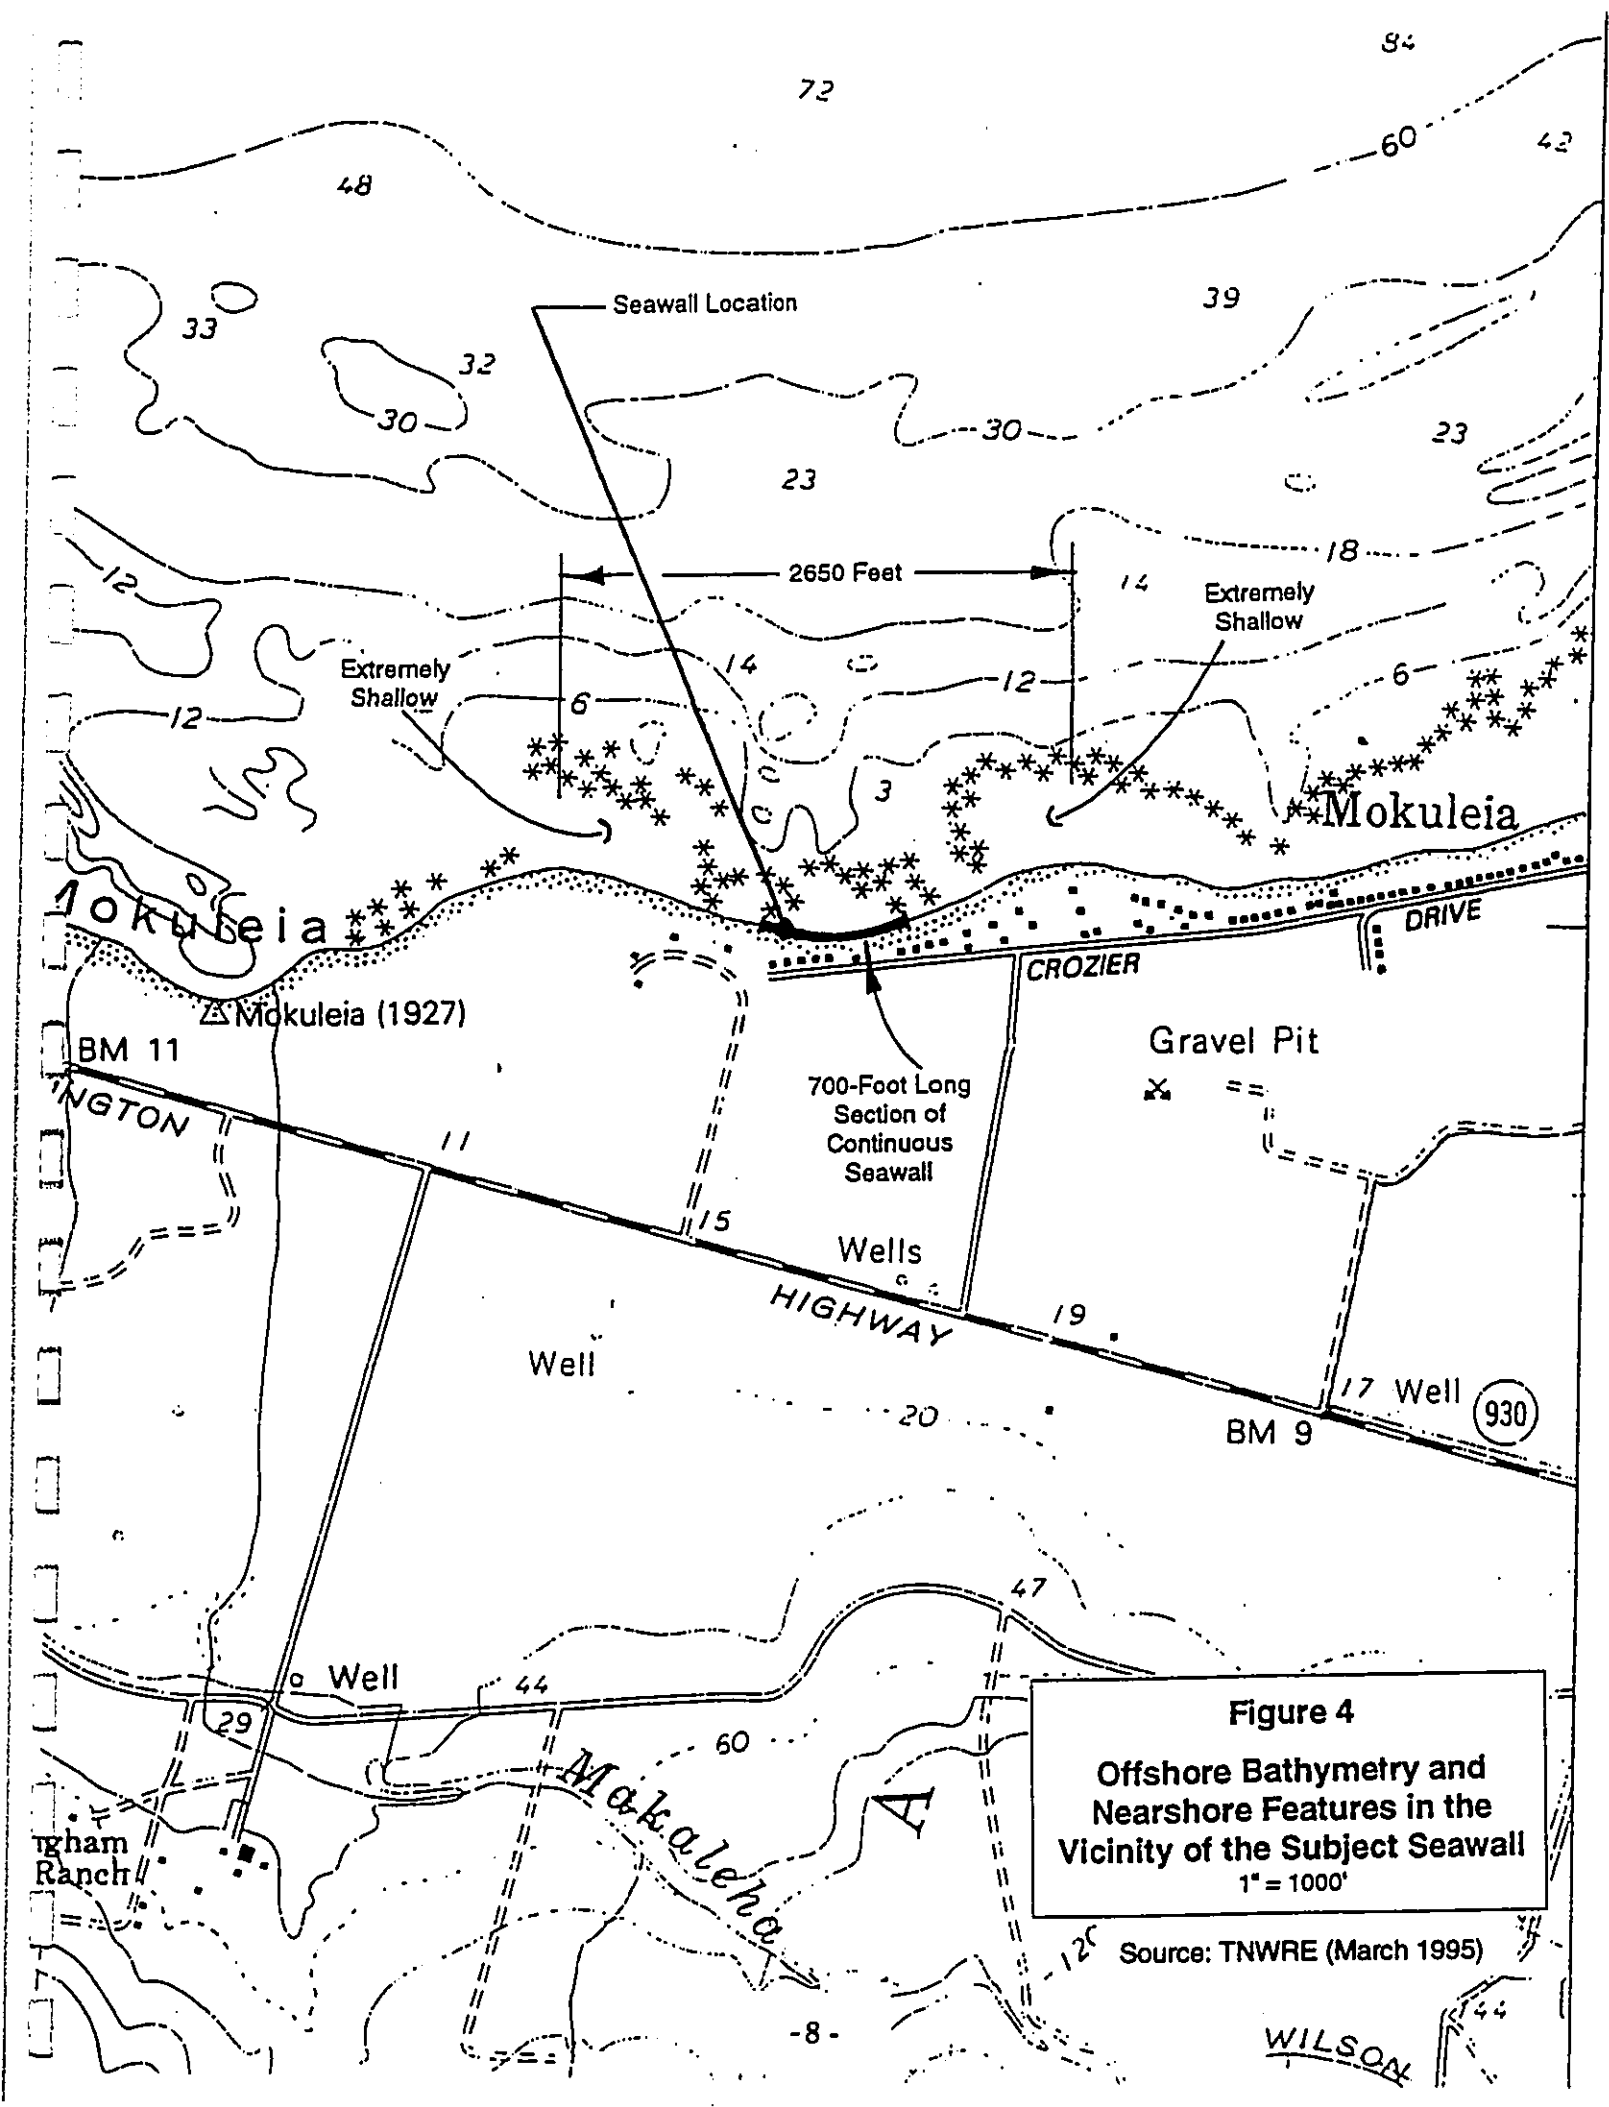 84
72
60
42
48
Seawall Location
39
33
32
30
30
23
23
18
2650 Feet
12
14
Extremely
Shallow
14
Extremely
Shallow
12
6
6
12
3
Mokuleia
Mokuleia
DRIVE
CROZIER
Mokuleia (1927)
Gravel Pit
BM 11
NGTON
700-Foot Long
Section of
Continuous
Seawall
11
15
Wells
HIGHWAY
19
Well
17 Well
930
20
BM 9
47
Well
44
29
60
Makaleha
A
Figure 4
Offshore Bathymetry and
Nearshore Features in the
Vicinity of the Subject Seawall
1" = 1000'
gham
Ranch
Source: TNWRE (March 1995)
-8-
144
WILSON